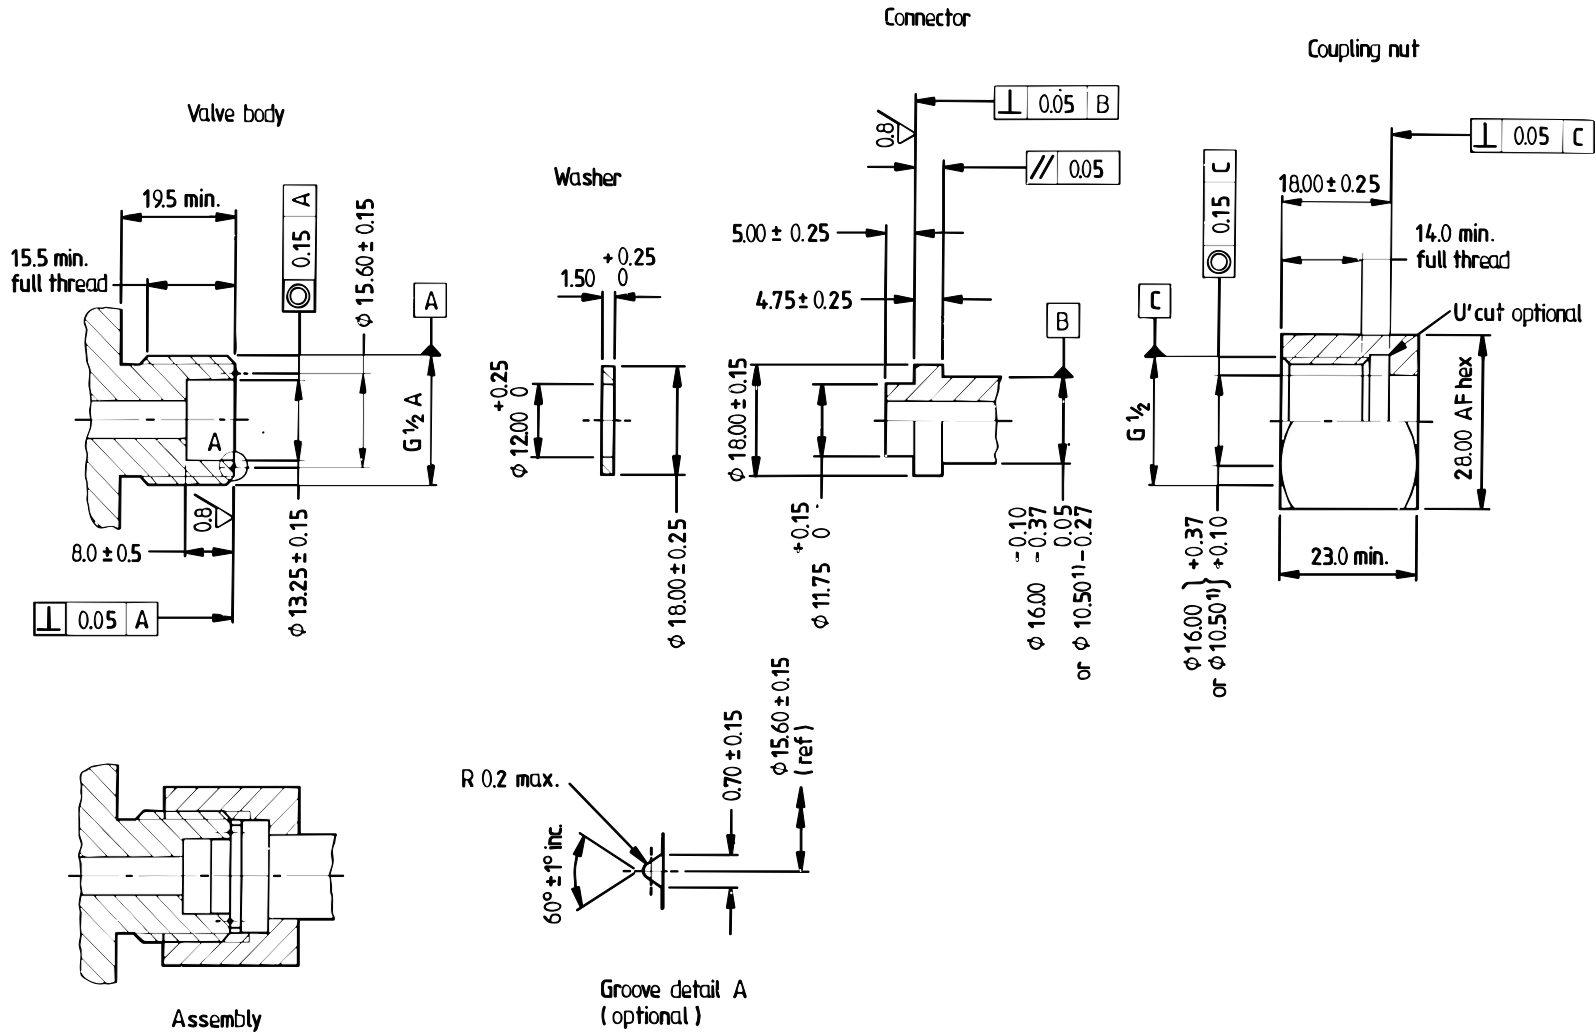 Connector
Coupling nut
Valve body
Washer
⊥ 0.05 B
0.8
⊥ 0.05 C
// 0.05
19.5 min.
◎ 0.15 A
⌀ 15.60 ± 0.15
15.5 min.
full thread
A
1.50 +0.25 0
5.00 ± 0.25
4.75 ± 0.25
B
◎ 0.15 C
18.00 ± 0.25
14.0 min.
full thread
C
U'cut optional
G ½ A
A
⌀ 12.00 +0.25 0
⌀ 18.00 ± 0.15
G ½
28.00 AF hex
0.8
8.0 ± 0.5
⌀ 13.25 ± 0.15
⊥ 0.05 A
⌀ 18.00 ± 0.25
⌀ 11.75 +0.15 0
⌀ 16.00 -0.10 -0.37
or ⌀ 10.50¹⁾ 0.05 -0.27
⌀ 16.00
or ⌀ 10.50¹⁾ } +0.37 +0.10
23.0 min.
R 0.2 max.
60° ± 1° inc.
0.70 ± 0.15
⌀ 15.60 ± 0.15
(ref)
Groove detail A
(optional)
Assembly